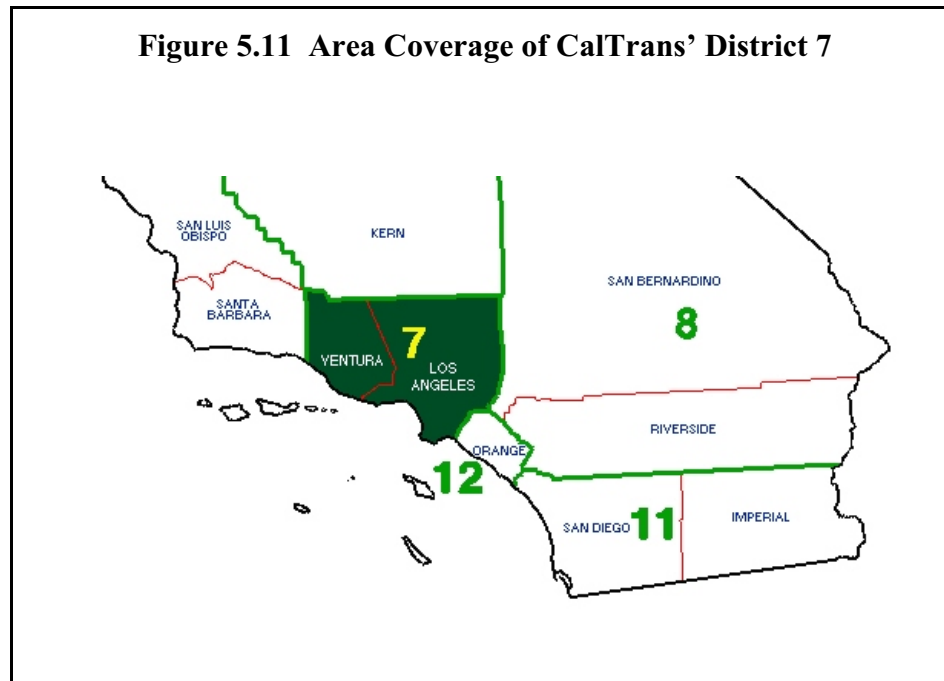 Figure 5.11 Area Coverage of CalTrans’ District 7
SAN LUIS
OBISPO
KERN
SAN BERNARDINO
SANTA
BARBARA
8
7
VENTURA
LOS
ANGELES
RIVERSIDE
ORANGE
12
SAN DIEGO
11
IMPERIAL